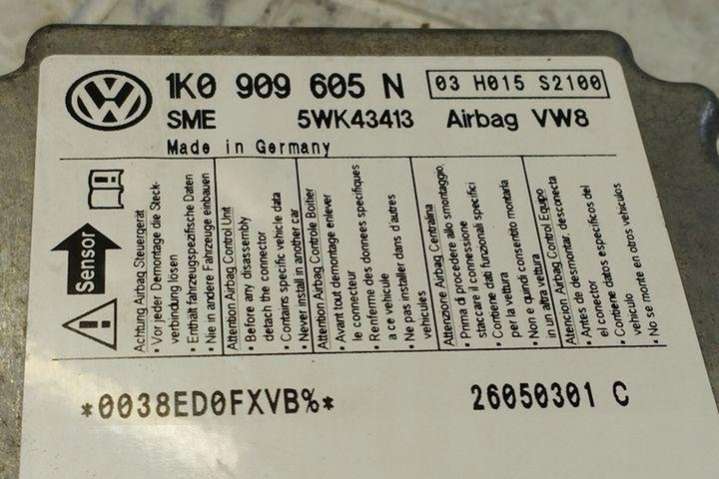 1K0 909 605 N
03 H015 S2100
SME 5WK43413 Airbag VW8
Made in Germany
Sensor
Achtung Airbag Steuergerät
• Vor jeder Demontage die Steck-
verbindung lösen
• Enthält fahrzeugspezifische Daten
• Nie in andere Fahrzeuge einbauen
Attention Airbag Control Unit
• Before any disassembly
detach the connector
• Contains specific vehicle data
• Never install in another car
Attention Airbag Controle Boitier
• Avant tout demontage enlever
le connecteur
• Renferme des donnees specifiques
a ce vehicule
• Ne pas installer dans d'autres
vehicules
Attenzione Airbag Centralina
• Prima di procedere allo smontaggio,
staccare il connessione
• Contiene dati funzionali specifici
per la vettura
• Non e quindi consentito montarla
in un altra vettura
Atencion Airbag Control Equipo
• Antes de desmontar, desconecta
el conector
• Contiene datos especificos del
vehiculo
• No se monte en otros vehiculos
*0038ED0FXVB%*
26050301 C